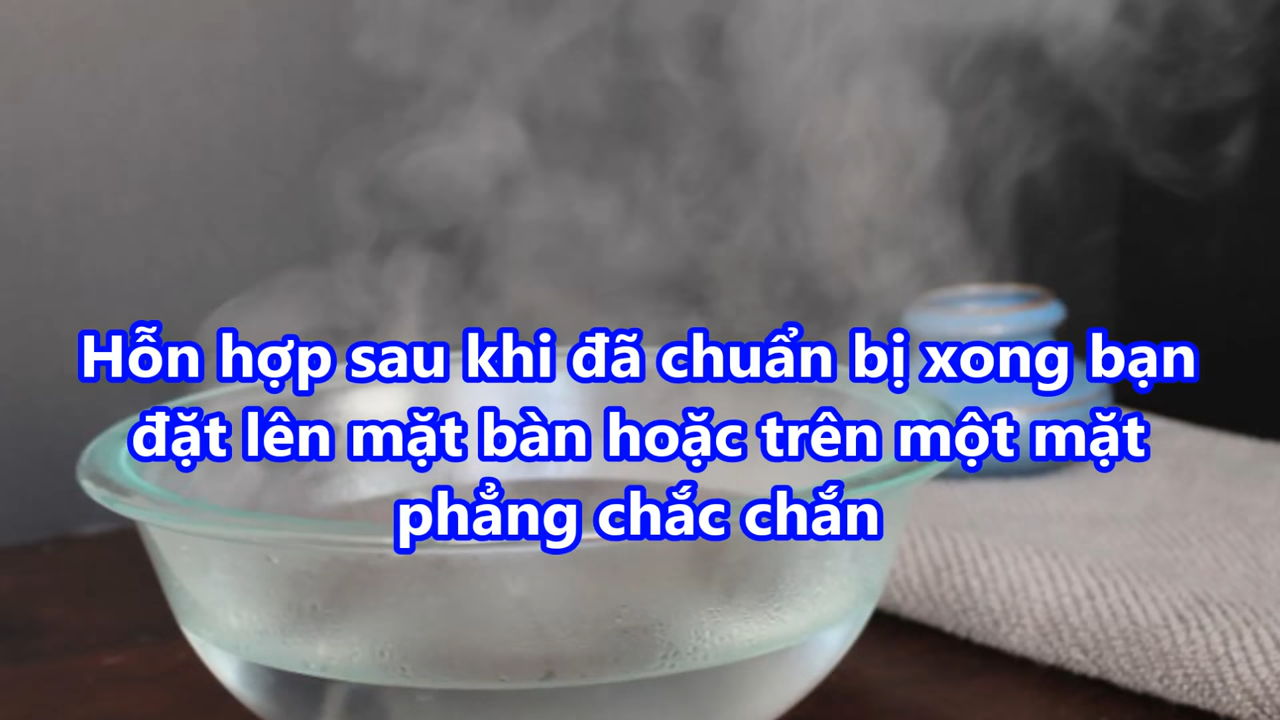 Hỗn hợp sau khi đã chuẩn bị xong bạn
đặt lên mặt bàn hoặc trên một mặt
phẳng chắc chắn